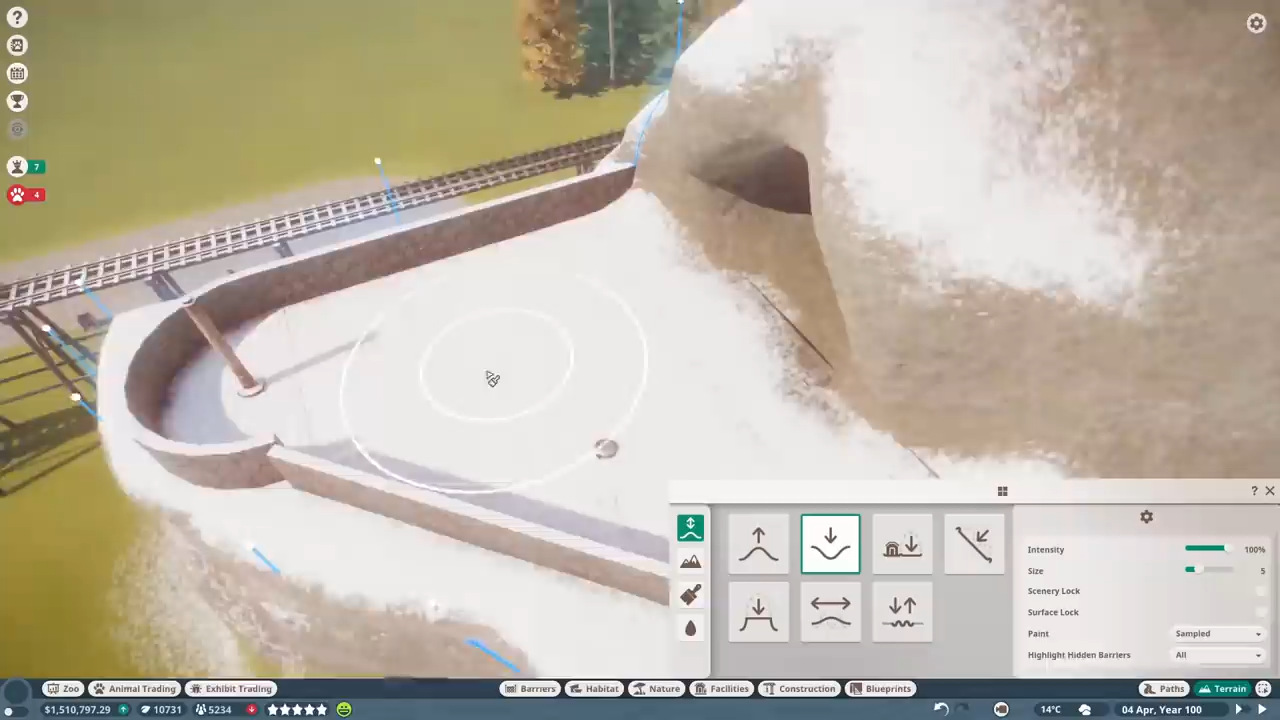 ?
7
4
? ✕
Intensity 100%
Size 5
Scenery Lock
Surface Lock
Paint Sampled
Highlight Hidden Barriers All
Zoo Animal Trading Exhibit Trading Barriers Habitat Nature Facilities Construction Blueprints Paths Terrain
$1,510,797.29 10731 5234 14°C 04 Apr, Year 100